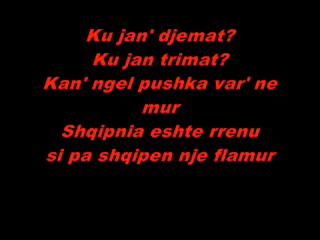 Ku jan' djemat?
Ku jan trimat?
Kan' ngel pushka var' ne
mur
Shqipnia eshte rrenu
si pa shqipen nje flamur